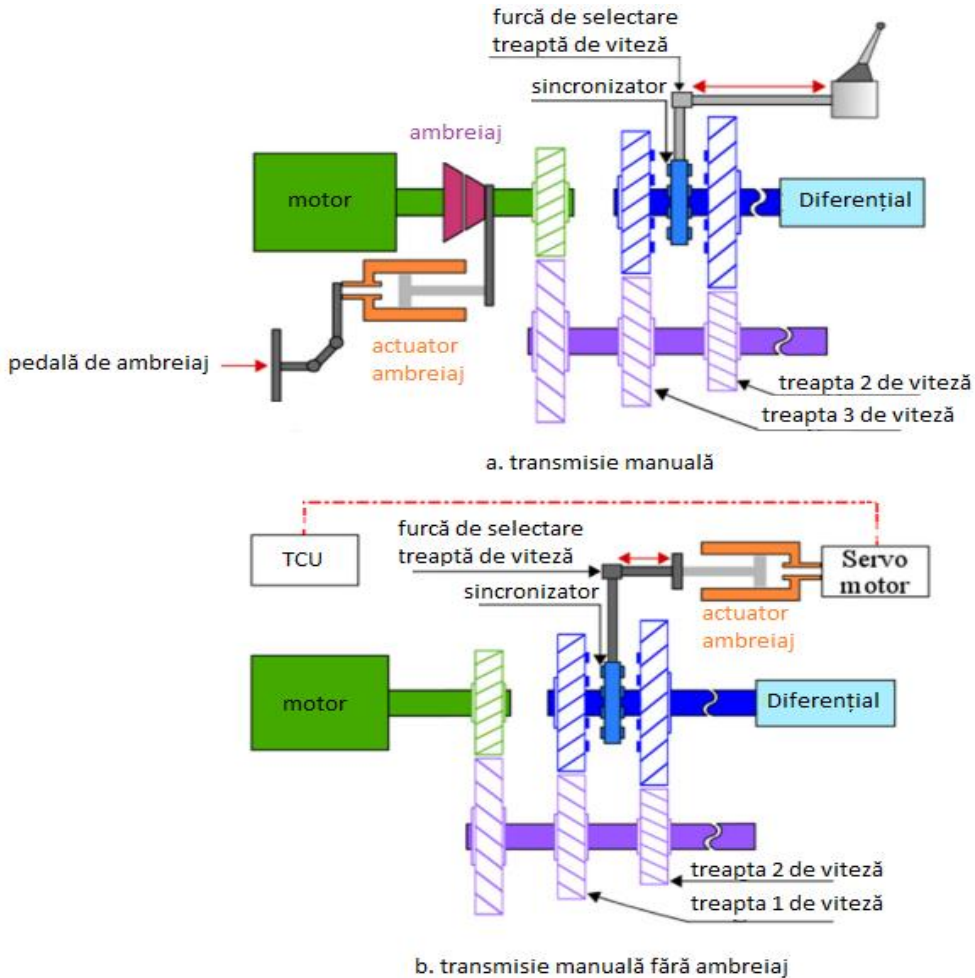 furcă de selectare
treaptă de viteză
sincronizator
ambreiaj
motor
Diferențial
pedală de ambreiaj
actuator
ambreiaj
treapta 2 de viteză
treapta 3 de viteză
a. transmisie manuală
TCU
furcă de selectare
treaptă de viteză
sincronizator
Servo
motor
actuator
ambreiaj
motor
Diferențial
treapta 2 de viteză
treapta 1 de viteză
b. transmisie manuală fără ambreiaj